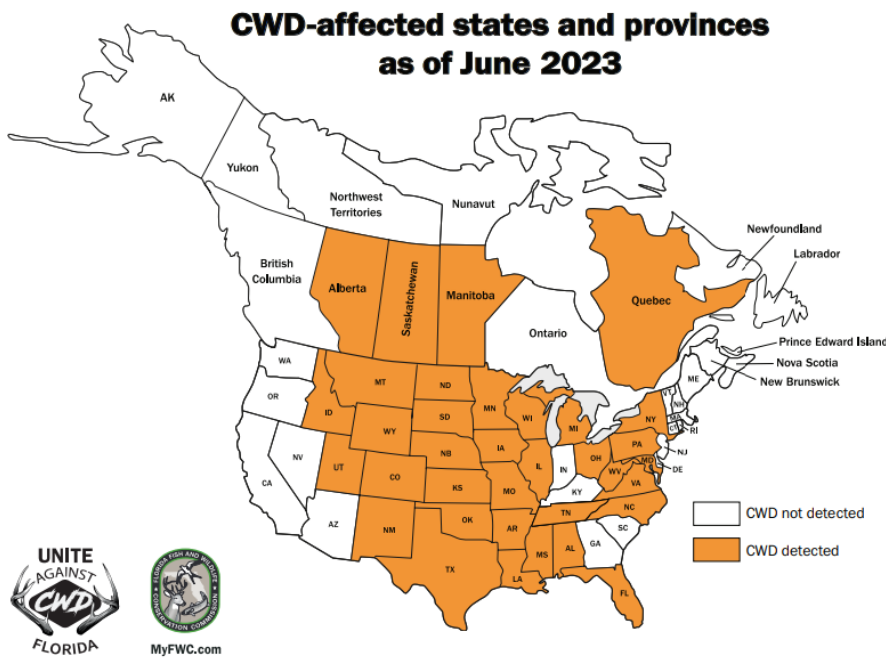 CWD-affected states and provinces
as of June 2023
AK
Yukon
Northwest
Territories
Nunavut
British
Columbia
Alberta
Saskatchewan
Manitoba
Ontario
Quebec
Newfoundland
Labrador
Prince Edward Island
Nova Scotia
New Brunswick
WA
OR
CA
NV
ID
MT
WY
UT
AZ
CO
NM
ND
SD
NB
KS
OK
TX
MN
IA
MO
AR
LA
WI
IL
MI
IN
OH
KY
TN
MS
AL
GA
FL
SC
NC
VA
WV
PA
NY
VT
NH
ME
MA
CT
RI
NJ
DE
MD
CWD not detected
CWD detected
UNITE
AGAINST
CWD
FLORIDA
FLORIDA FISH AND WILDLIFE
CONSERVATION COMMISSION
MyFWC.com